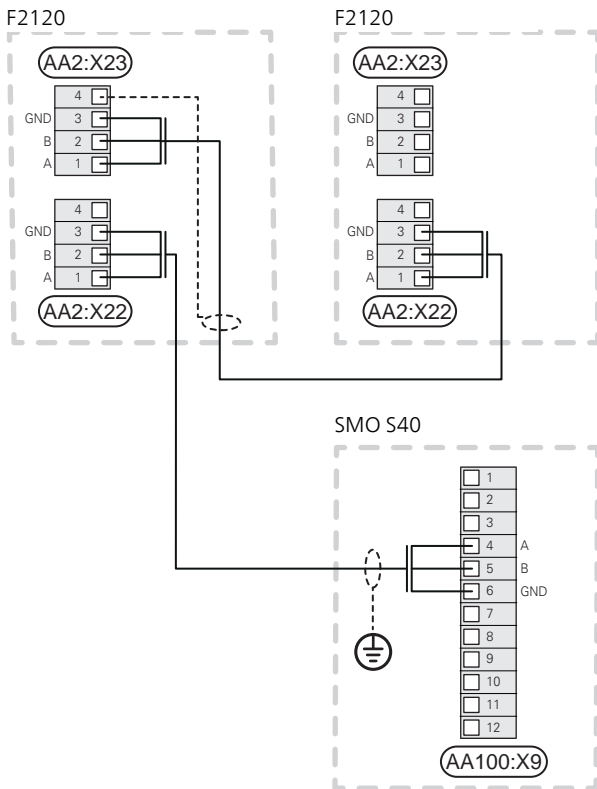 F2120
AA2:X23
4
GND 3
B 2
A 1
4
GND 3
B 2
A 1
AA2:X22
F2120
AA2:X23
4
GND 3
B 2
A 1
4
GND 3
B 2
A 1
AA2:X22
SMO S40
1
2
3
4 A
5 B
6 GND
7
8
9
10
11
12
AA100:X9